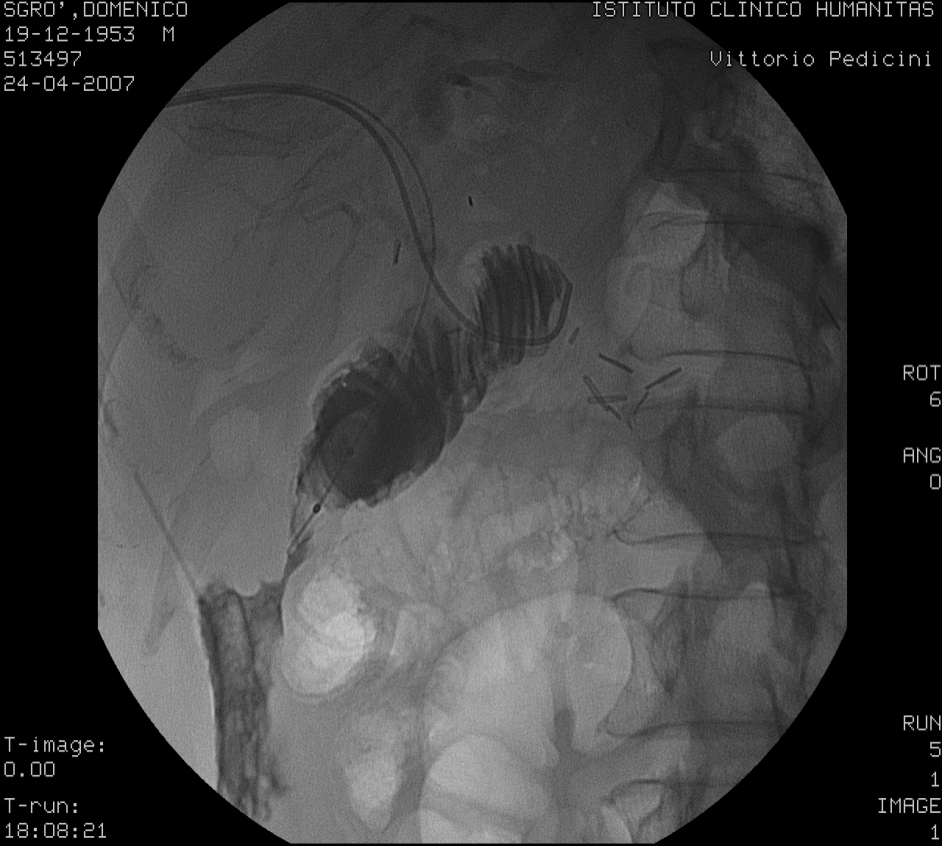 SGRO',DOMENICO
19-12-1953 M
513497
24-04-2007
ISTITUTO CLINICO HUMANITAS
Vittorio Pedicini
ROT
6
ANG
0
T-image:
0.00
T-run:
18:08:21
RUN
5
1
IMAGE
1